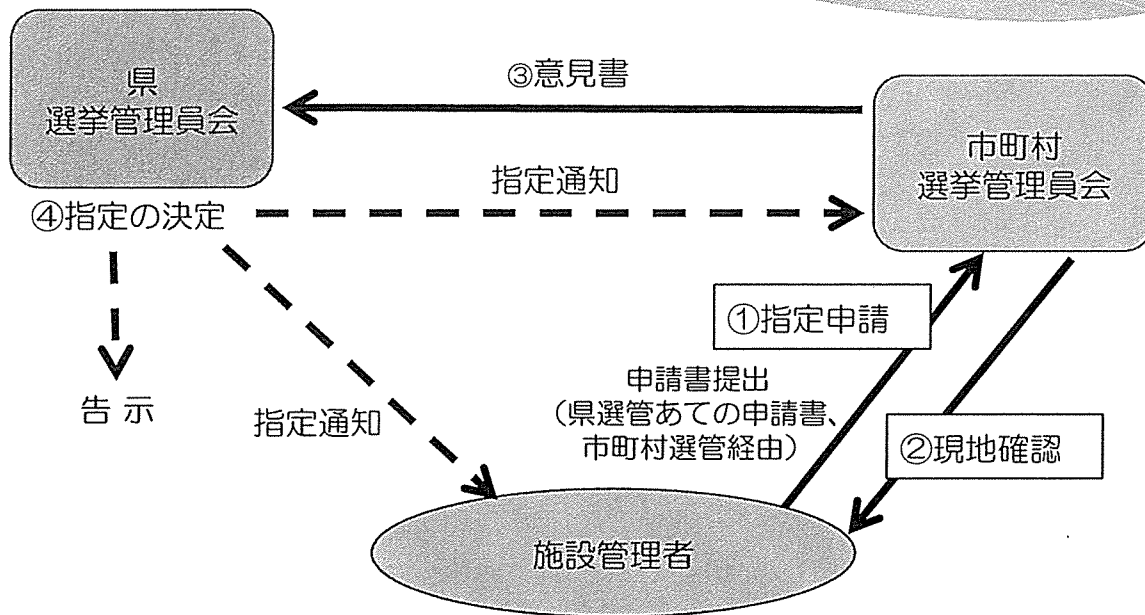 県
選挙管理員会
③意見書
市町村
選挙管理員会
指定通知
④指定の決定
①指定申請
申請書提出
（県選管あての申請書、
市町村選管経由）
告 示
指定通知
②現地確認
施設管理者